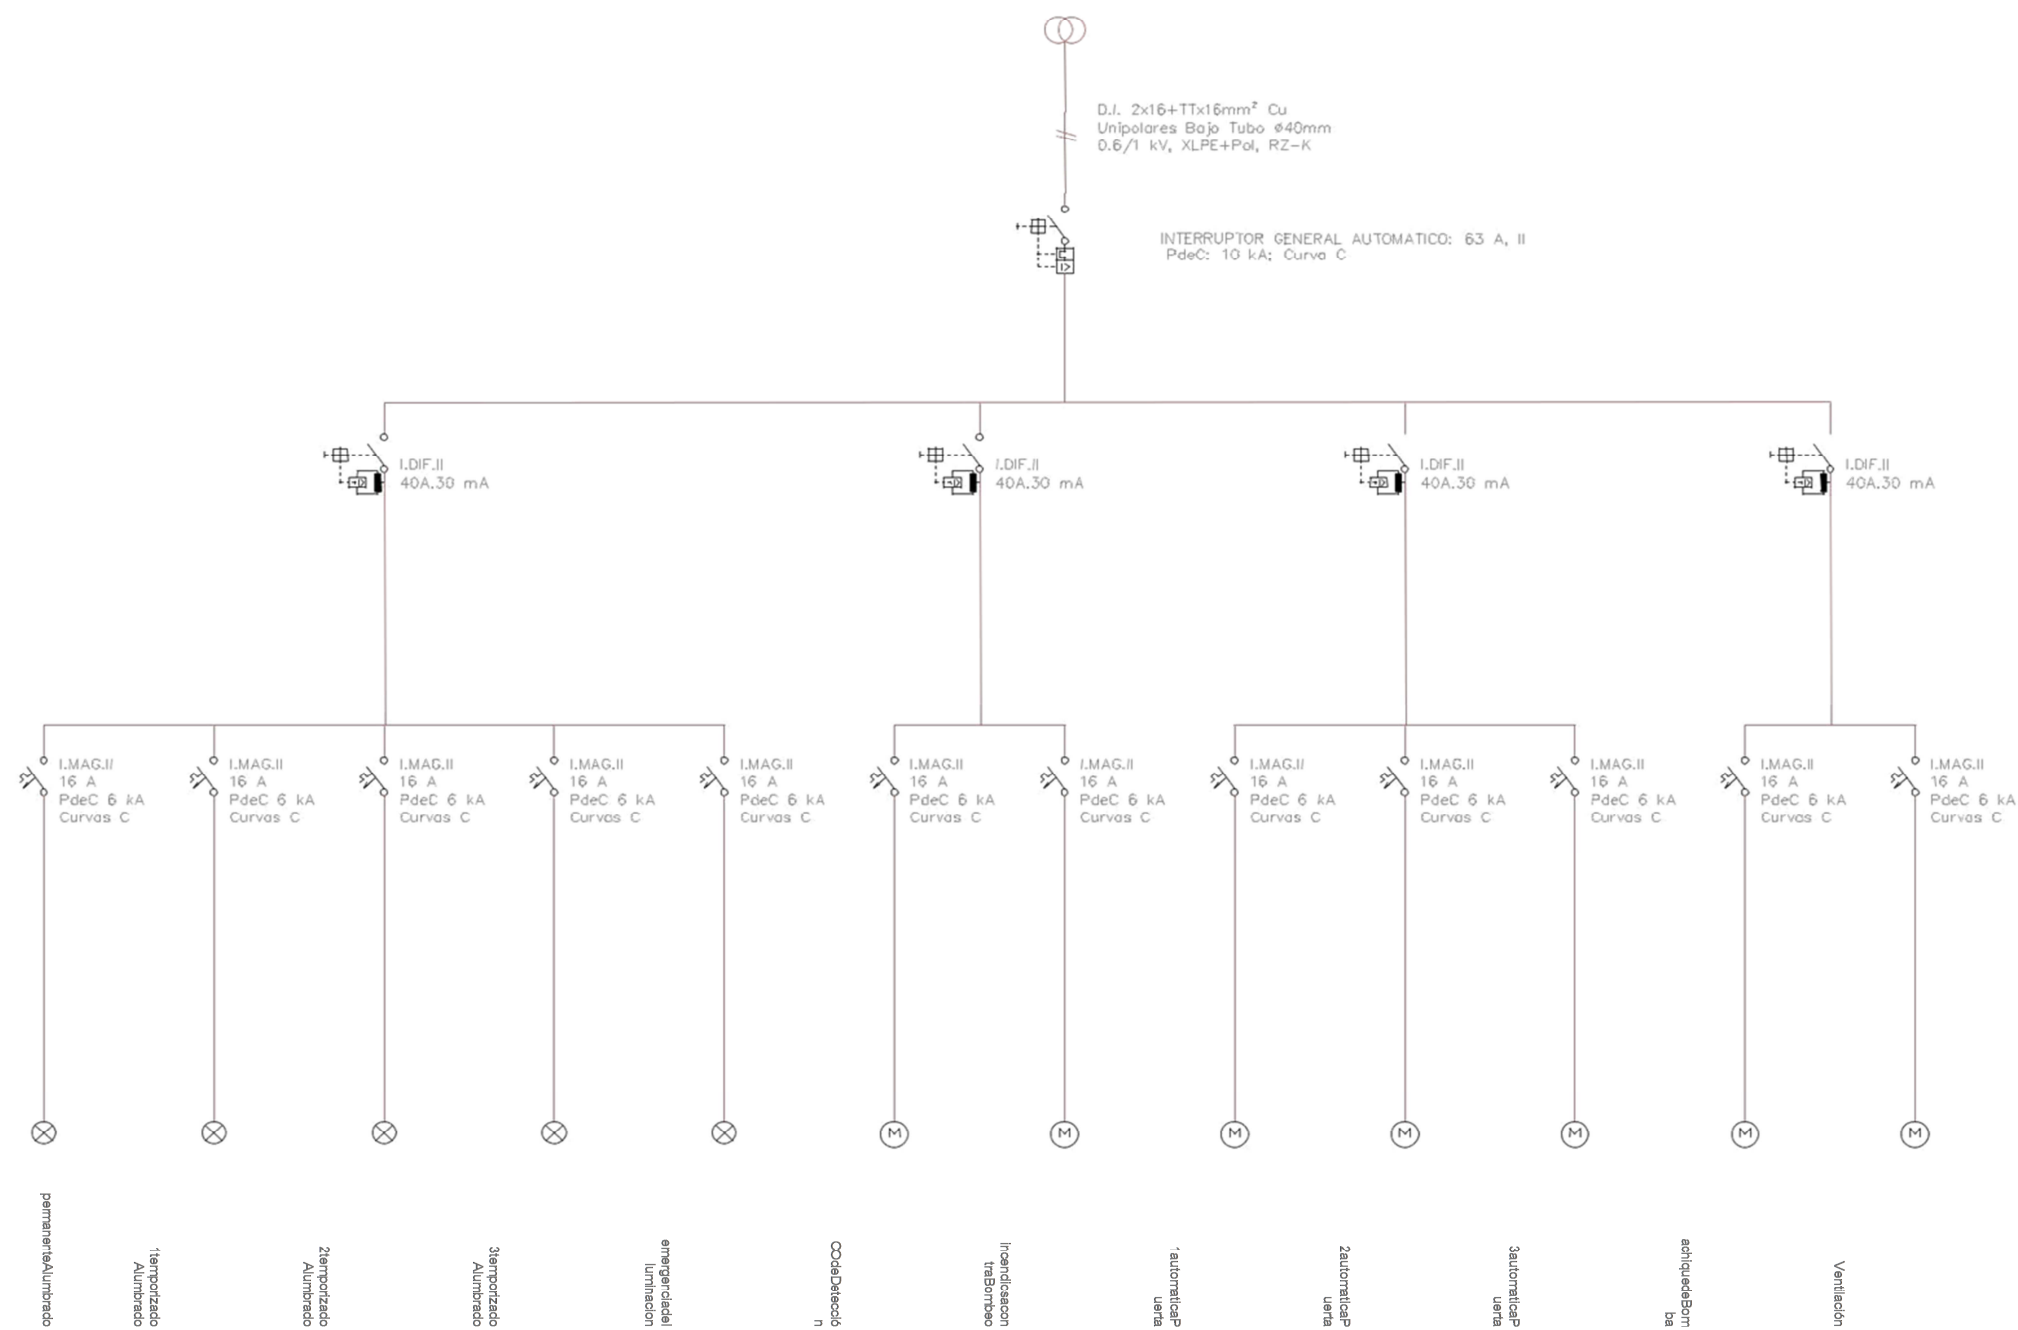 D.I. 2x16+TTx16mm² Cu
Unipolares Bajo Tubo ø40mm
0.6/1 kV, XLPE+Pol, RZ-K
INTERRUPTOR GENERAL AUTOMATICO: 63 A, II
PdeC: 10 kA; Curva C
I.DIF.II
40A.30 mA
I.DIF.II
40A.30 mA
I.DIF.II
40A.30 mA
I.DIF.II
40A.30 mA
I.MAG.II
16 A
PdeC 6 kA
Curvas C
I.MAG.II
16 A
PdeC 6 kA
Curvas C
I.MAG.II
16 A
PdeC 6 kA
Curvas C
I.MAG.II
16 A
PdeC 6 kA
Curvas C
I.MAG.II
16 A
PdeC 6 kA
Curvas C
I.MAG.II
16 A
PdeC 6 kA
Curvas C
I.MAG.II
16 A
PdeC 6 kA
Curvas C
I.MAG.II
16 A
PdeC 6 kA
Curvas C
I.MAG.II
16 A
PdeC 6 kA
Curvas C
I.MAG.II
16 A
PdeC 6 kA
Curvas C
I.MAG.II
16 A
PdeC 6 kA
Curvas C
I.MAG.II
16 A
PdeC 6 kA
Curvas C
M
M
M
M
M
M
M
permanenteAlumbrado
1temporizado
Alumbrado
2temporizado
Alumbrado
3temporizado
Alumbrado
emergenciadeI
luminacion
COdeDetecció
n
incendiosacon
traBombeo
1automaticaP
uerta
2automaticaP
uerta
3automaticaP
uerta
achiquedeBom
ba
Ventilación